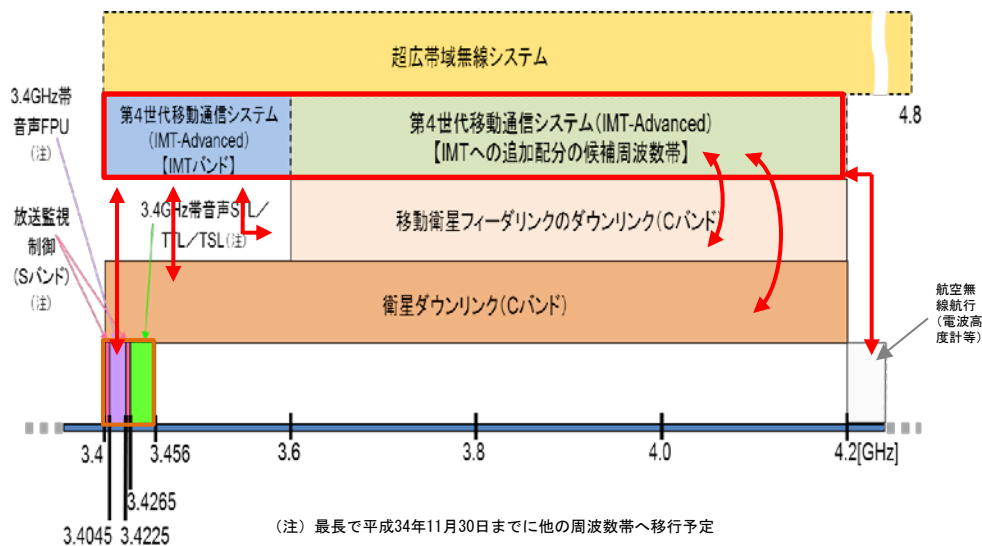 超広帯域無線システム
4.8
3.4GHz帯
音声FPU
(注)
第4世代移動通信システム
(IMT-Advanced)
【IMTバンド】
第4世代移動通信システム(IMT-Advanced)
【IMTへの追加配分の候補周波数帯】
放送監視
制御
(Sバンド)
(注)
3.4GHz帯音声STL/
TTL/TSL(注)
移動衛星フィーダリンクのダウンリンク(Cバンド)
衛星ダウンリンク(Cバンド)
航空無
線航行
(電波高
度計等)
3.4
3.456
3.6
3.8
4.0
4.2[GHz]
3.4265
3.4045
3.4225
(注) 最長で平成34年11月30日までに他の周波数帯へ移行予定